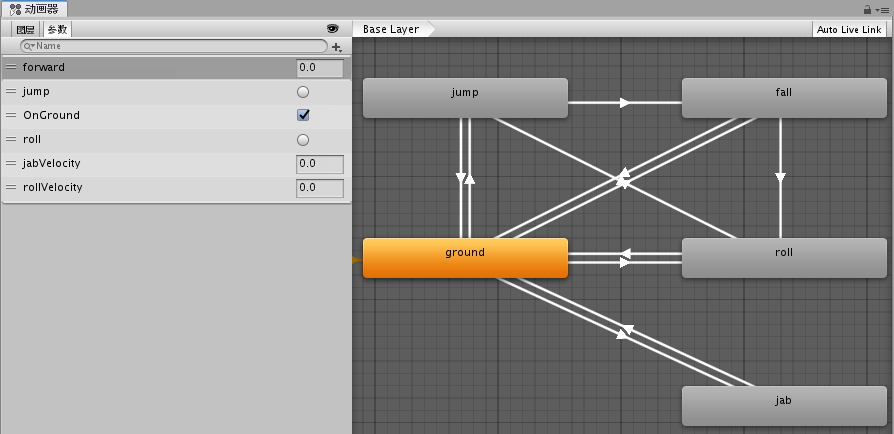 动画器
图层 参数
Base Layer
Auto Live Link
Name
forward 0.0
jump
OnGround
roll
jabVelocity 0.0
rollVelocity 0.0
jump
fall
ground
roll
jab